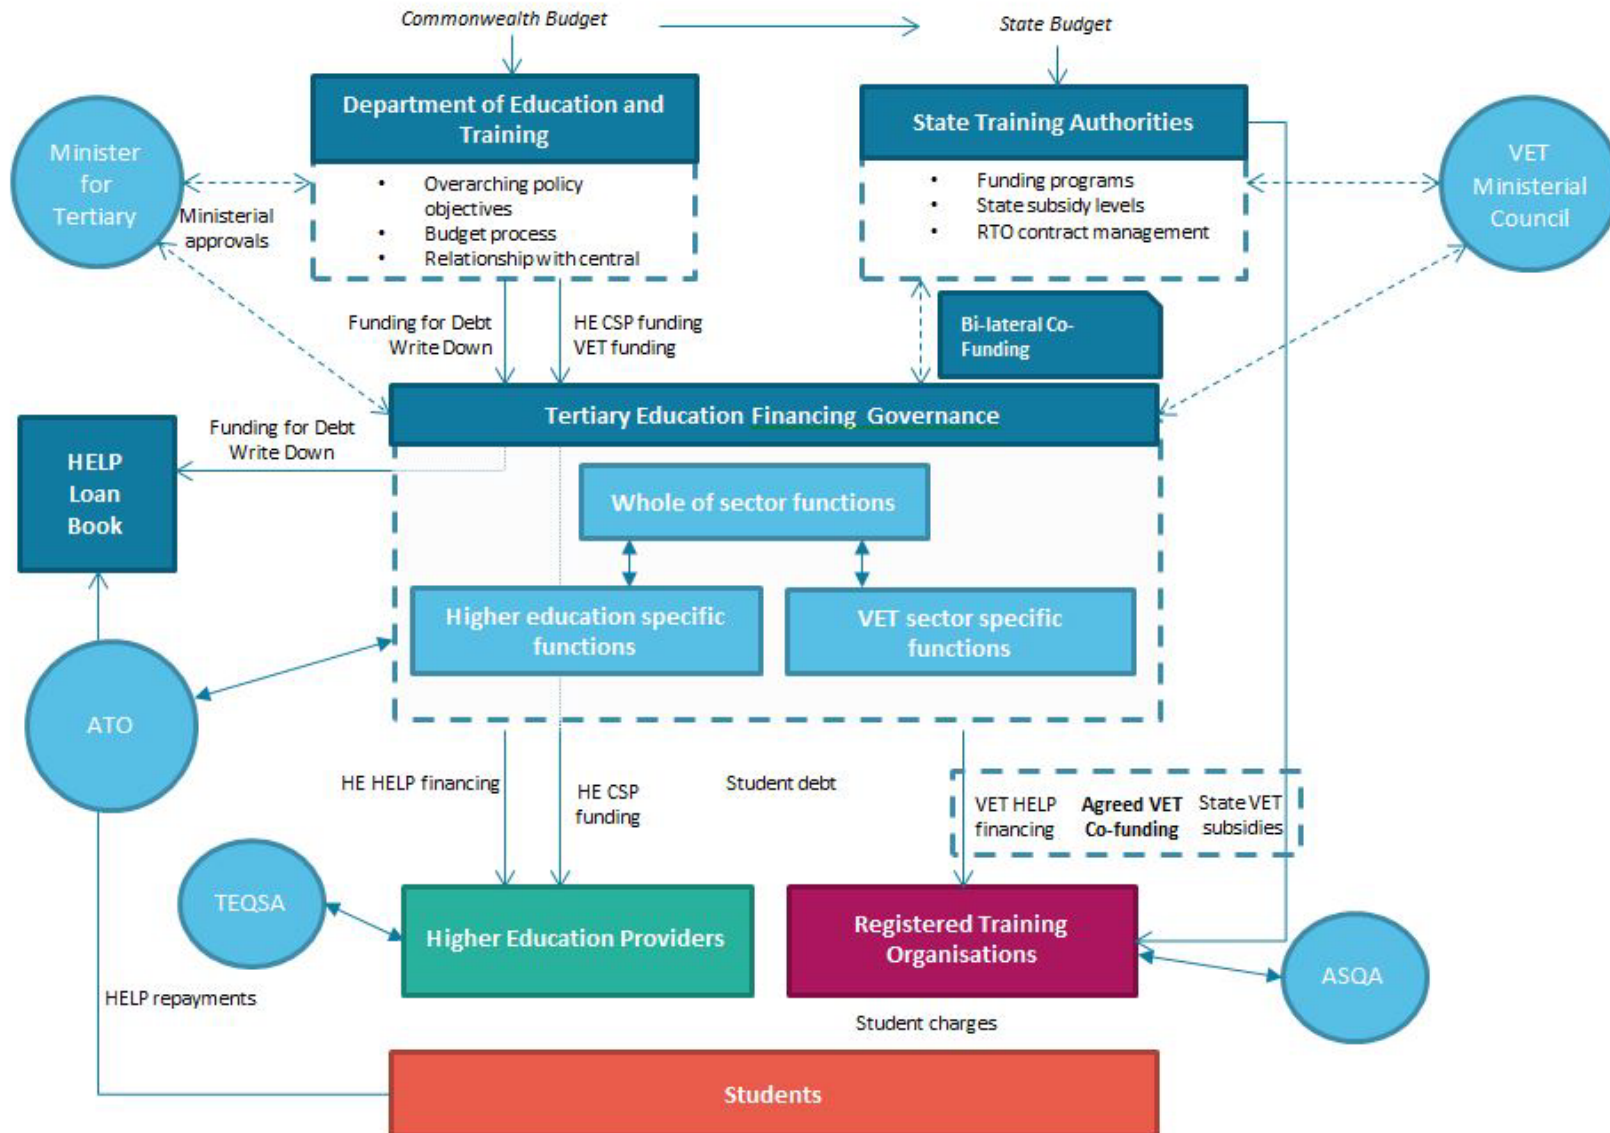 Commonwealth Budget
State Budget
Department of Education and
Training
State Training Authorities
Minister
for
Tertiary
VET
Ministerial
Council
• Overarching policy
objectives
• Budget process
• Relationship with central
• Funding programs
• State subsidy levels
• RTO contract management
Ministerial
approvals
Funding for Debt
Write Down
HE CSP funding
VET funding
Bi-lateral Co-
Funding
Tertiary Education Financing Governance
Funding for Debt
Write Down
HELP
Loan
Book
Whole of sector functions
Higher education specific
functions
VET sector specific
functions
ATO
HE HELP financing
HE CSP
funding
Student debt
VET HELP
financing
Agreed VET
Co-funding
State VET
subsidies
TEQSA
Higher Education Providers
Registered Training
Organisations
ASQA
HELP repayments
Student charges
Students